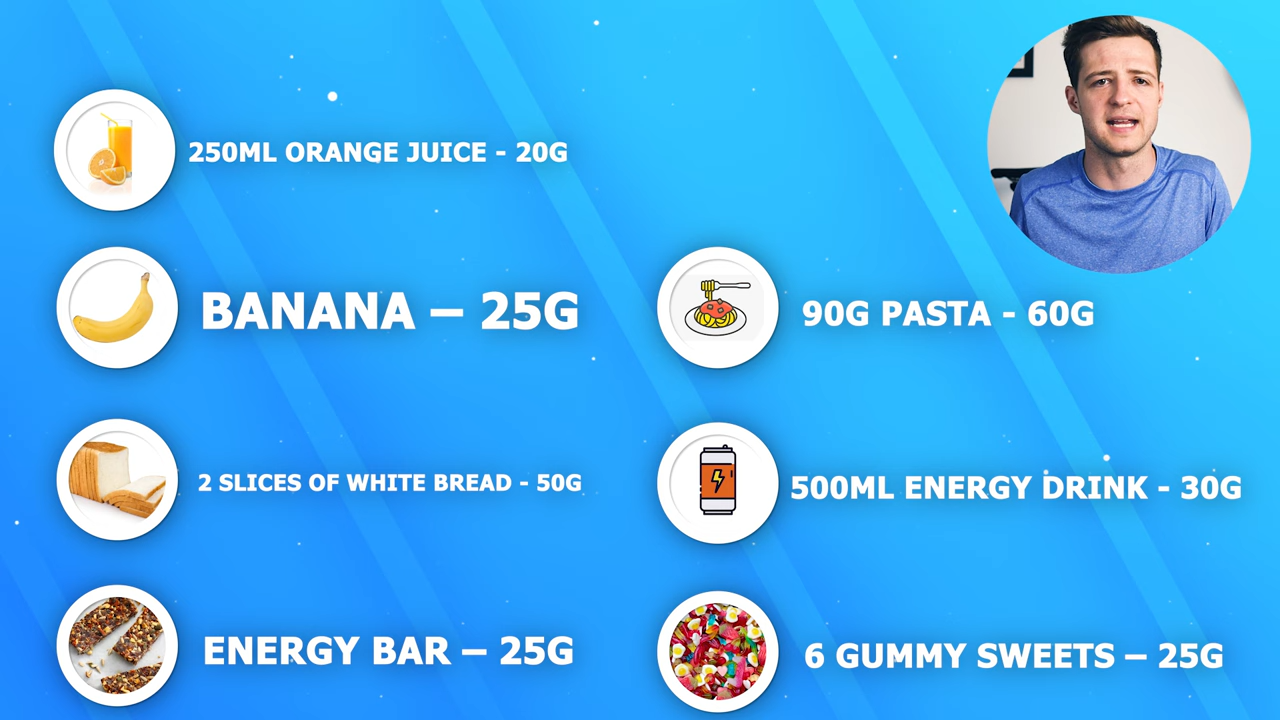 250ML ORANGE JUICE - 20G
BANANA – 25G
2 SLICES OF WHITE BREAD - 50G
ENERGY BAR – 25G
90G PASTA - 60G
500ML ENERGY DRINK - 30G
6 GUMMY SWEETS – 25G